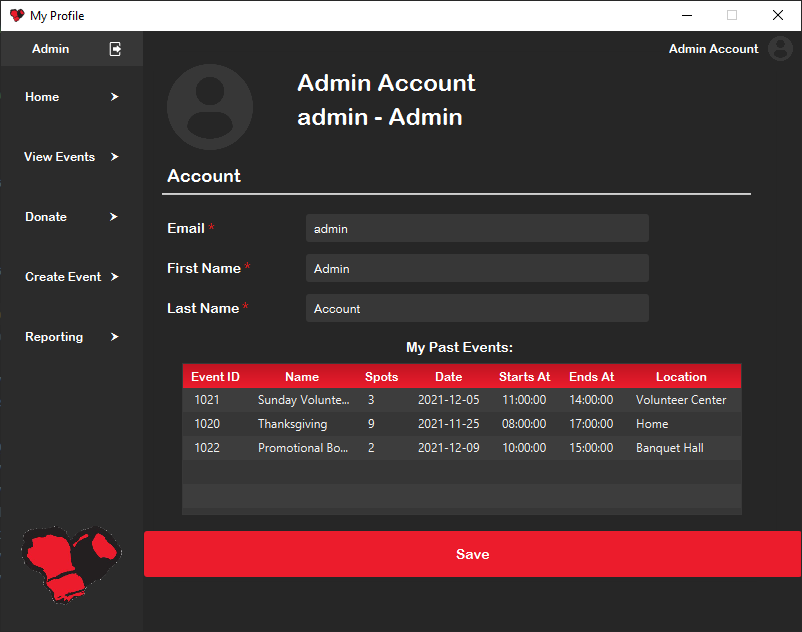 My Profile
Admin
Admin Account
Home
View Events
Donate
Create Event
Reporting
Admin Account
admin - Admin
Account
Email *
admin
First Name *
Admin
Last Name *
Account
My Past Events:
Event ID Name Spots Date Starts At Ends At Location
1021 Sunday Volunte... 3 2021-12-05 11:00:00 14:00:00 Volunteer Center
1020 Thanksgiving 9 2021-11-25 08:00:00 17:00:00 Home
1022 Promotional Bo... 2 2021-12-09 10:00:00 15:00:00 Banquet Hall
Save